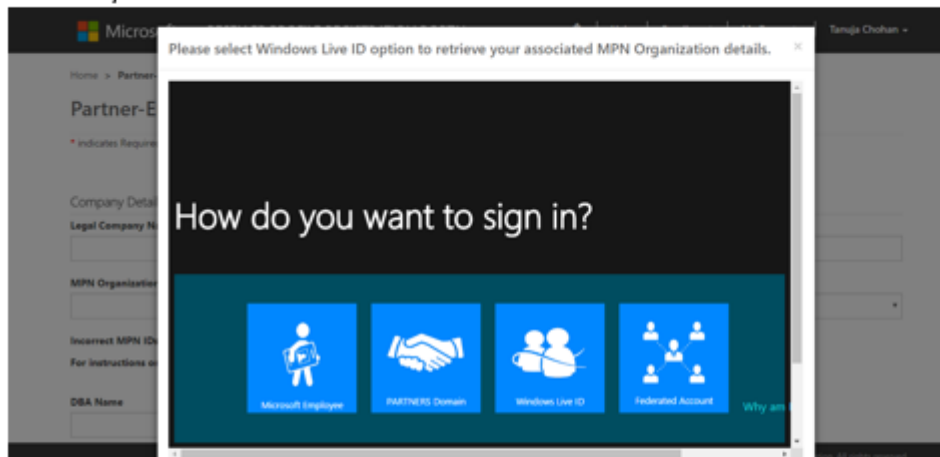 Micros
Tanuja Chohan
Please select Windows Live ID option to retrieve your associated MPN Organization details.
×
Home > Partner-
Partner-E
* indicates Require
Company Detai
Legal Company N
How do you want to sign in?
MPN Organization
Incorrect MPN IDs
For instructions o
DBA Name
Microsoft Employee
PARTNERS Domain
Windows Live ID
Federated Account
Why am I